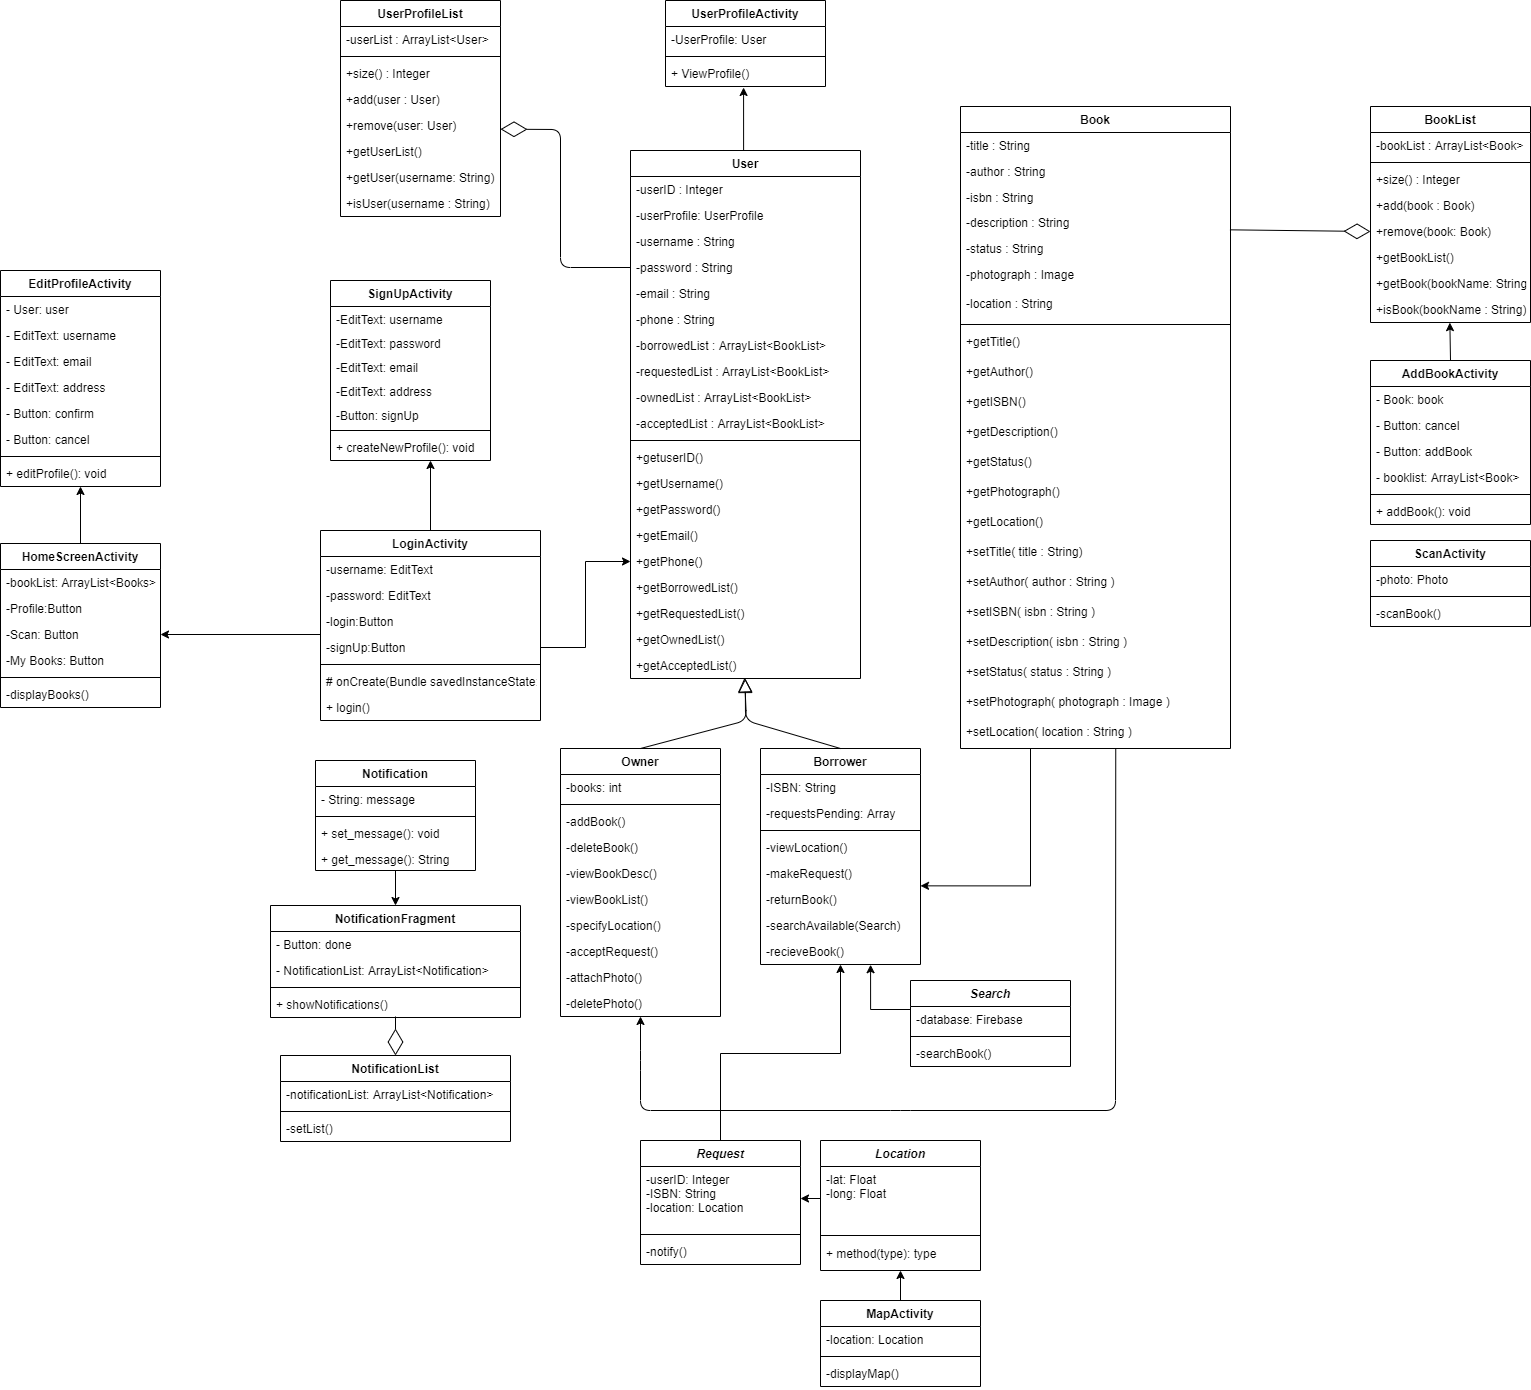 UserProfileList
-userList : ArrayList<User>
+size() : Integer
+add(user : User)
+remove(user: User)
+getUserList()
+getUser(username: String)
+isUser(username : String)
UserProfileActivity
-UserProfile: User
+ ViewProfile()
User
-userID : Integer
-userProfile: UserProfile
-username : String
-password : String
-email : String
-phone : String
-borrowedList : ArrayList<BookList>
-requestedList : ArrayList<BookList>
-ownedList : ArrayList<BookList>
-acceptedList : ArrayList<BookList>
+getuserID()
+getUsername()
+getPassword()
+getEmail()
+getPhone()
+getBorrowedList()
+getRequestedList()
+getOwnedList()
+getAcceptedList()
Book
-title : String
-author : String
-isbn : String
-description : String
-status : String
-photograph : Image
-location : String
+getTitle()
+getAuthor()
+getISBN()
+getDescription()
+getStatus()
+getPhotograph()
+getLocation()
+setTitle( title : String)
+setAuthor( author : String )
+setISBN( isbn : String )
+setDescription( isbn : String )
+setStatus( status : String )
+setPhotograph( photograph : Image )
+setLocation( location : String )
BookList
-bookList : ArrayList<Book>
+size() : Integer
+add(book : Book)
+remove(book: Book)
+getBookList()
+getBook(bookName: String
+isBook(bookName : String)
AddBookActivity
- Book: book
- Button: cancel
- Button: addBook
- booklist: ArrayList<Book>
+ addBook(): void
ScanActivity
-photo: Photo
-scanBook()
EditProfileActivity
- User: user
- EditText: username
- EditText: email
- EditText: address
- Button: confirm
- Button: cancel
+ editProfile(): void
SignUpActivity
-EditText: username
-EditText: password
-EditText: email
-EditText: address
-Button: signUp
+ createNewProfile(): void
HomeScreenActivity
-bookList: ArrayList<Books>
-Profile:Button
-Scan: Button
-My Books: Button
-displayBooks()
LoginActivity
-username: EditText
-password: EditText
-login:Button
-signUp:Button
# onCreate(Bundle savedInstanceState
+ login()
Notification
- String: message
+ set_message(): void
+ get_message(): String
NotificationFragment
- Button: done
- NotificationList: ArrayList<Notification>
+ showNotifications()
NotificationList
-notificationList: ArrayList<Notification>
-setList()
Owner
-books: int
-addBook()
-deleteBook()
-viewBookDesc()
-viewBookList()
-specifyLocation()
-acceptRequest()
-attachPhoto()
-deletePhoto()
Borrower
-ISBN: String
-requestsPending: Array
-viewLocation()
-makeRequest()
-returnBook()
-searchAvailable(Search)
-recieveBook()
Search
-database: Firebase
-searchBook()
Request
-userID: Integer
-ISBN: String
-location: Location
-notify()
Location
-lat: Float
-long: Float
+ method(type): type
MapActivity
-location: Location
-displayMap()